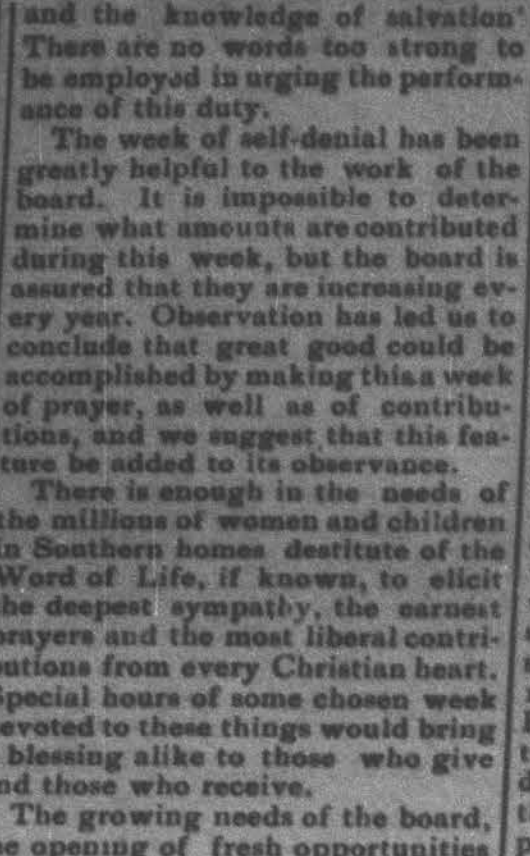 and the knowledge of salvation
There are no words too strong to
be employed in urging the perform-
ance of this duty.
The week of self-denial has been
greatly helpful to the work of the
board. It is impossible to deter-
mine what amounts are contributed
during this week, but the board is
assured that they are increasing ev-
ery year. Observation has led us to
conclude that great good could be
accomplished by making this a week
of prayer, as well as of contribu-
tions, and we suggest that this fea-
ture be added to its observance.
There is enough in the needs of
the millions of women and children
in Southern homes destitute of the
Word of Life, if known, to elicit
he deepest sympathy, the earnest
prayers and the most liberal contri-
butions from every Christian heart.
Special hours of some chosen week
evoted to these things would bring
blessing alike to those who give
nd those who receive.
The growing needs of the board,
he opening of fresh opportunities